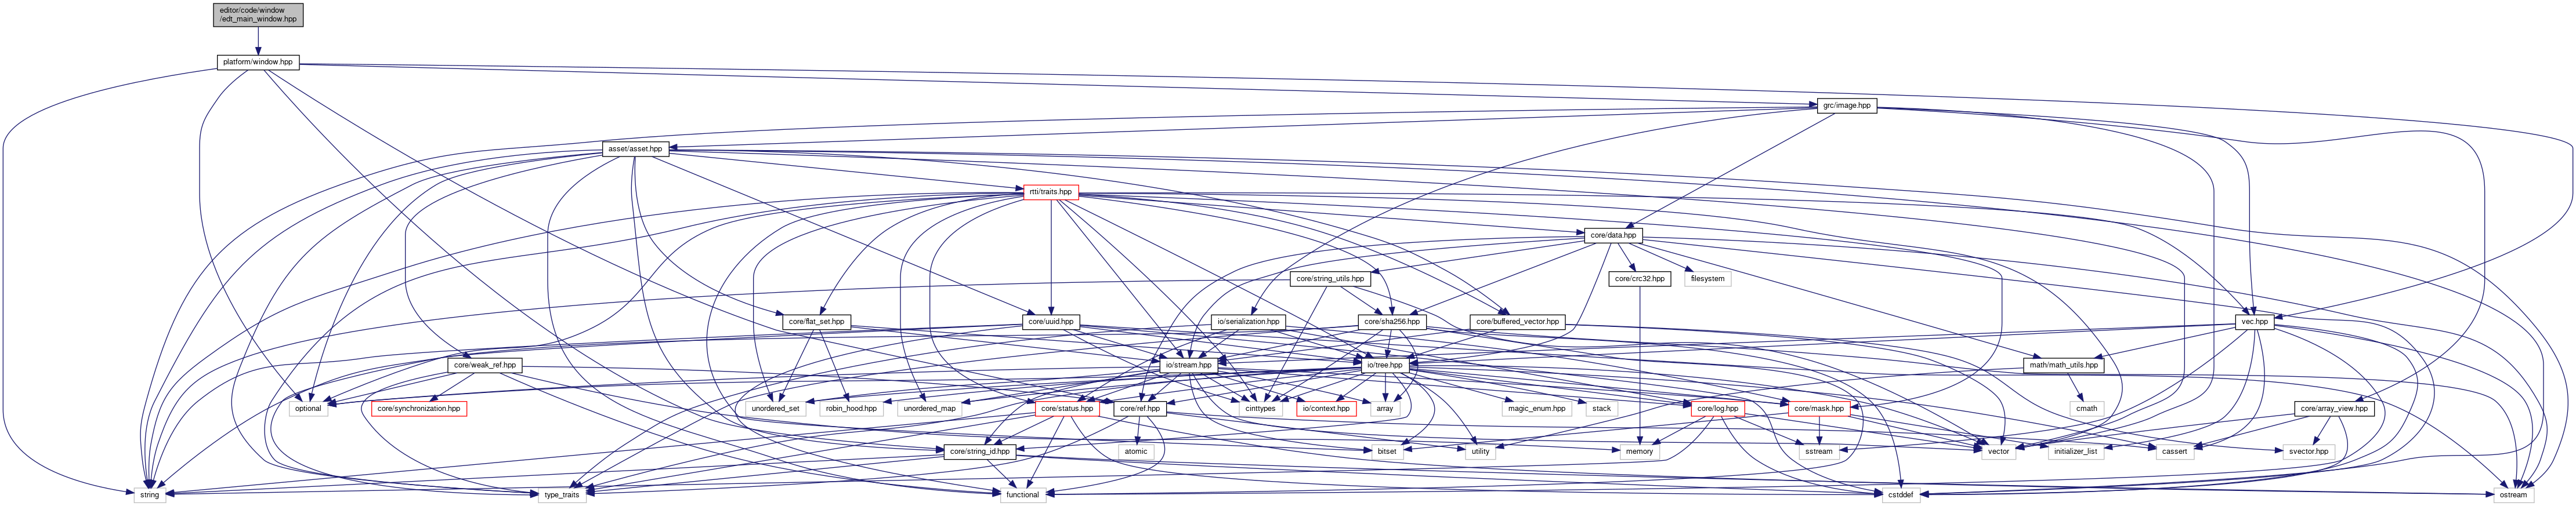 editor/code/window
/edt_main_window.hpp
platform/window.hpp
grc/image.hpp
asset/asset.hpp
rtti/traits.hpp
core/data.hpp
core/string_utils.hpp
core/crc32.hpp
filesystem
core/flat_set.hpp
core/uuid.hpp
io/serialization.hpp
core/sha256.hpp
core/buffered_vector.hpp
vec.hpp
core/weak_ref.hpp
io/stream.hpp
io/tree.hpp
math/math_utils.hpp
optional
core/synchronization.hpp
unordered_set
robin_hood.hpp
unordered_map
core/status.hpp
core/ref.hpp
cinttypes
io/context.hpp
array
magic_enum.hpp
stack
core/log.hpp
core/mask.hpp
cmath
core/array_view.hpp
core/string_id.hpp
atomic
bitset
utility
memory
sstream
vector
initializer_list
cassert
svector.hpp
string
type_traits
functional
cstddef
ostream